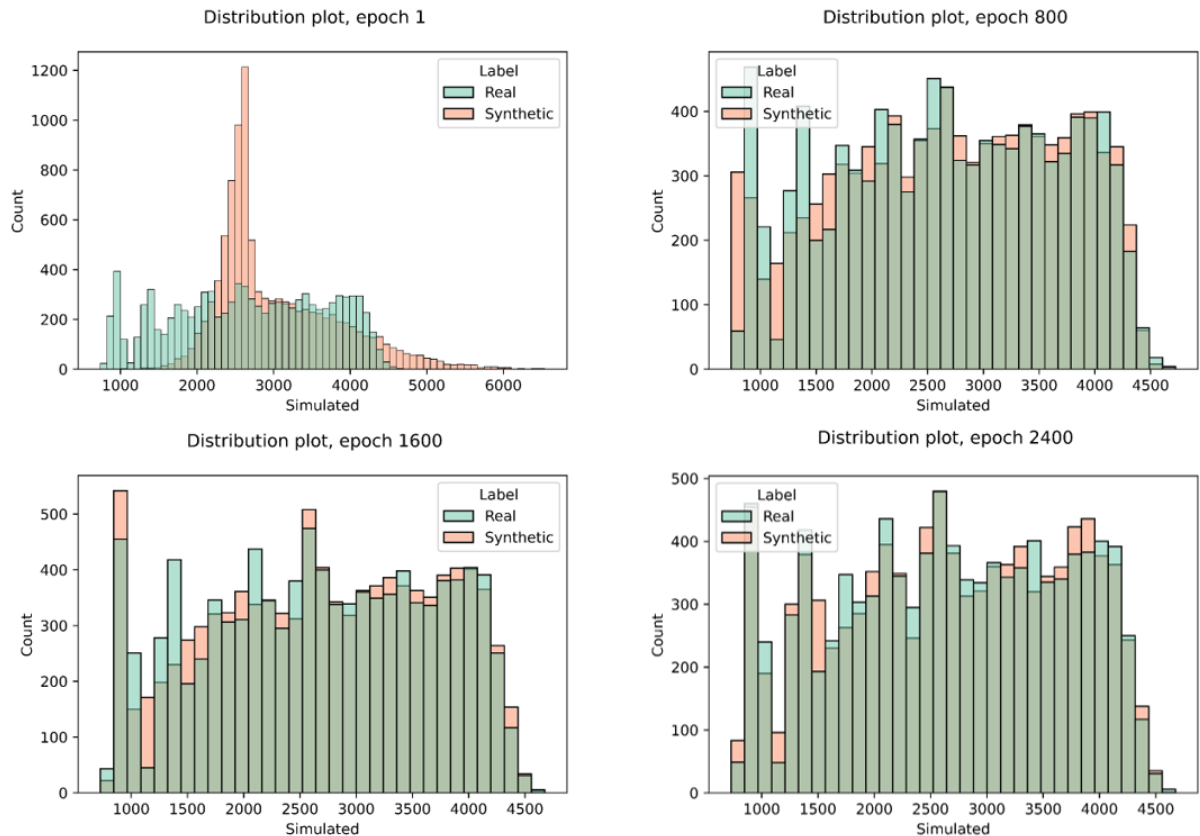 Distribution plot, epoch 1
1200
1000
800
600
400
200
0
Count
Label
Real
Synthetic
1000 2000 3000 4000 5000 6000
Simulated
Distribution plot, epoch 800
400
300
200
100
0
Count
Label
Real
Synthetic
1000 1500 2000 2500 3000 3500 4000 4500
Simulated
Distribution plot, epoch 1600
500
400
300
200
100
0
Count
Label
Real
Synthetic
1000 1500 2000 2500 3000 3500 4000 4500
Simulated
Distribution plot, epoch 2400
500
400
300
200
100
0
Count
Label
Real
Synthetic
1000 1500 2000 2500 3000 3500 4000 4500
Simulated